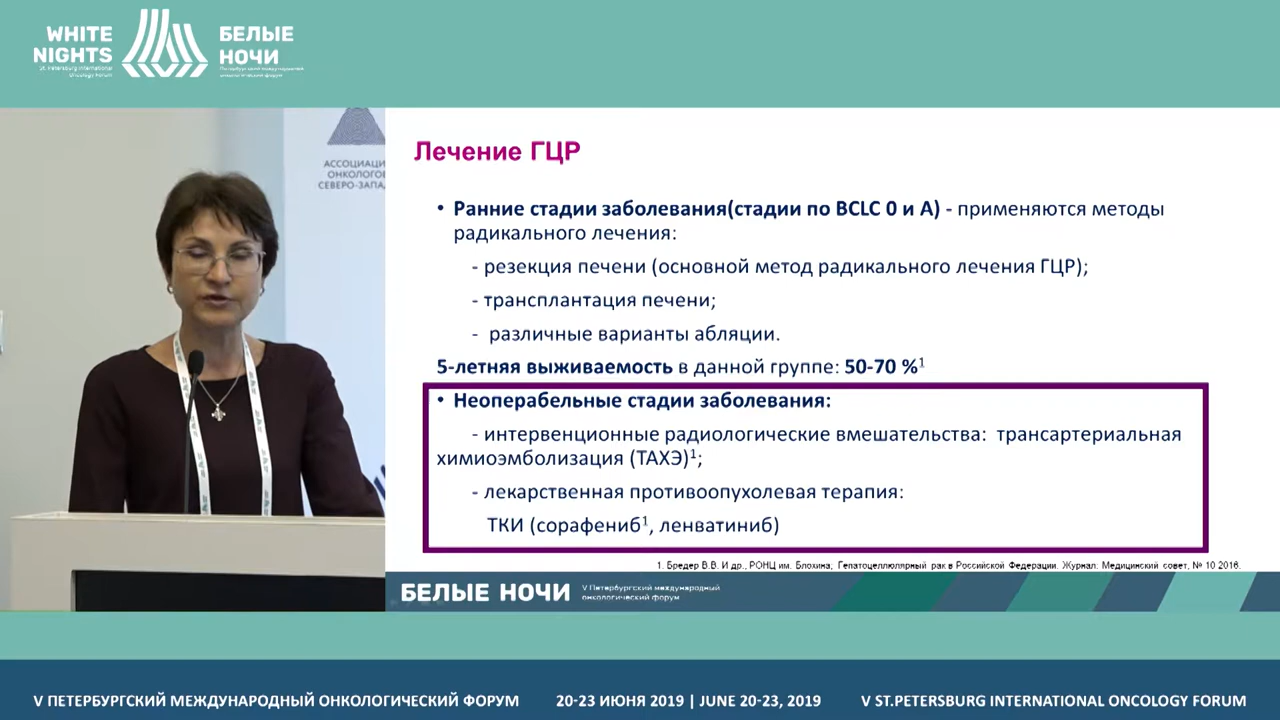 WHITE
NIGHTS
St. Petersburg International
Oncology Forum
БЕЛЫЕ
НОЧИ
Петербургский международный
онкологический форум
АССОЦИАЦИ
ОНКОЛОГОВ
СЕВЕРО-ЗАПАД
Лечение ГЦР
• Ранние стадии заболевания(стадии по BCLC 0 и А) - применяются методы
радикального лечения:
- резекция печени (основной метод радикального лечения ГЦР);
- трансплантация печени;
- различные варианты абляции.
5-летняя выживаемость в данной группе: 50-70 %¹
• Неоперабельные стадии заболевания:
- интервенционные радиологические вмешательства: трансартериальная
химиоэмболизация (ТАХЭ)¹;
- лекарственная противоопухолевая терапия:
ТКИ (сорафениб¹, ленватиниб)
1. Бредер В.В. И др., РОНЦ им. Блохина; Гепатоцеллюлярный рак в Российской Федерации. Журнал: Медицинский совет, № 10 2016.
БЕЛЫЕ НОЧИ
V Петербургский международный
онкологический форум
V ПЕТЕРБУРГСКИЙ МЕЖДУНАРОДНЫЙ ОНКОЛОГИЧЕСКИЙ ФОРУМ
20-23 ИЮНЯ 2019 | JUNE 20-23, 2019
V ST.PETERSBURG INTERNATIONAL ONCOLOGY FORUM